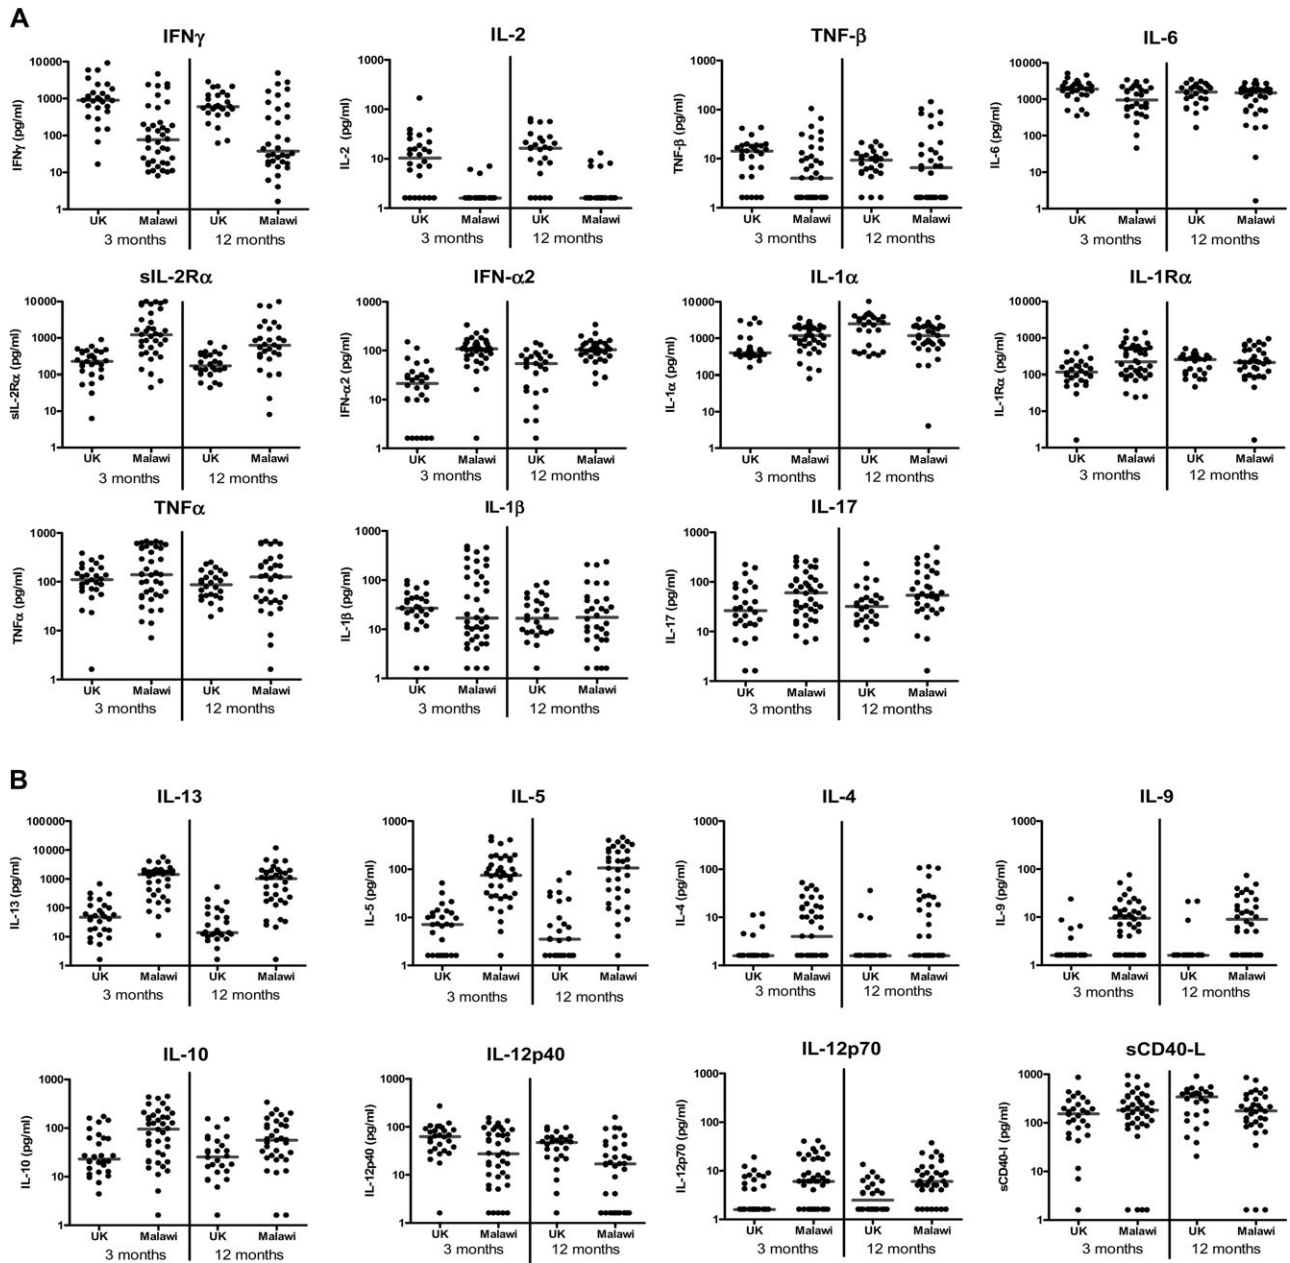 A
IFNγ
IL-2
TNF-β
IL-6
IFNγ (pg/ml)
10000
1000
100
10
1
UK Malawi UK Malawi
3 months 12 months
IL-2 (pg/ml)
1000
100
10
1
UK Malawi UK Malawi
3 months 12 months
TNF-β (pg/ml)
1000
100
10
1
UK Malawi UK Malawi
3 months 12 months
IL-6 (pg/ml)
10000
1000
100
10
1
UK Malawi UK Malawi
3 months 12 months
sIL-2Rα
IFN-α2
IL-1α
IL-1Rα
sIL-2Rα (pg/ml)
10000
1000
100
10
1
UK Malawi UK Malawi
3 months 12 months
IFN-α2 (pg/ml)
1000
100
10
1
UK Malawi UK Malawi
3 months 12 months
IL-1α (pg/ml)
10000
1000
100
10
1
UK Malawi UK Malawi
3 months 12 months
IL-1Rα (pg/ml)
10000
1000
100
10
1
UK Malawi UK Malawi
3 months 12 months
TNFα
IL-1β
IL-17
TNFα (pg/ml)
1000
100
10
1
UK Malawi UK Malawi
3 months 12 months
IL-1β (pg/ml)
1000
100
10
1
UK Malawi UK Malawi
3 months 12 months
IL-17 (pg/ml)
1000
100
10
1
UK Malawi UK Malawi
3 months 12 months
B
IL-13
IL-5
IL-4
IL-9
IL-13 (pg/ml)
100000
10000
1000
100
10
1
UK Malawi UK Malawi
3 months 12 months
IL-5 (pg/ml)
1000
100
10
1
UK Malawi UK Malawi
3 months 12 months
IL-4 (pg/ml)
1000
100
10
1
UK Malawi UK Malawi
3 months 12 months
IL-9 (pg/ml)
1000
100
10
1
UK Malawi UK Malawi
3 months 12 months
IL-10
IL-12p40
IL-12p70
sCD40-L
IL-10 (pg/ml)
1000
100
10
1
UK Malawi UK Malawi
3 months 12 months
IL-12p40 (pg/ml)
1000
100
10
1
UK Malawi UK Malawi
3 months 12 months
IL-12p70 (pg/ml)
1000
100
10
1
UK Malawi UK Malawi
3 months 12 months
sCD40-l (pg/ml)
1000
100
10
1
UK Malawi UK Malawi
3 months 12 months